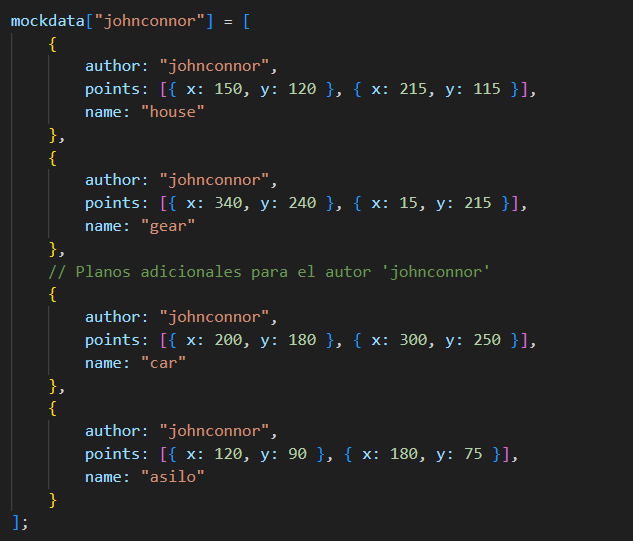 mockdata["johnconnor"] = [
    {
        author: "johnconnor",
        points: [{ x: 150, y: 120 }, { x: 215, y: 115 }],
        name: "house"
    },
    {
        author: "johnconnor",
        points: [{ x: 340, y: 240 }, { x: 15, y: 215 }],
        name: "gear"
    },
    // Planos adicionales para el autor 'johnconnor'
    {
        author: "johnconnor",
        points: [{ x: 200, y: 180 }, { x: 300, y: 250 }],
        name: "car"
    },
    {
        author: "johnconnor",
        points: [{ x: 120, y: 90 }, { x: 180, y: 75 }],
        name: "asilo"
    }
];